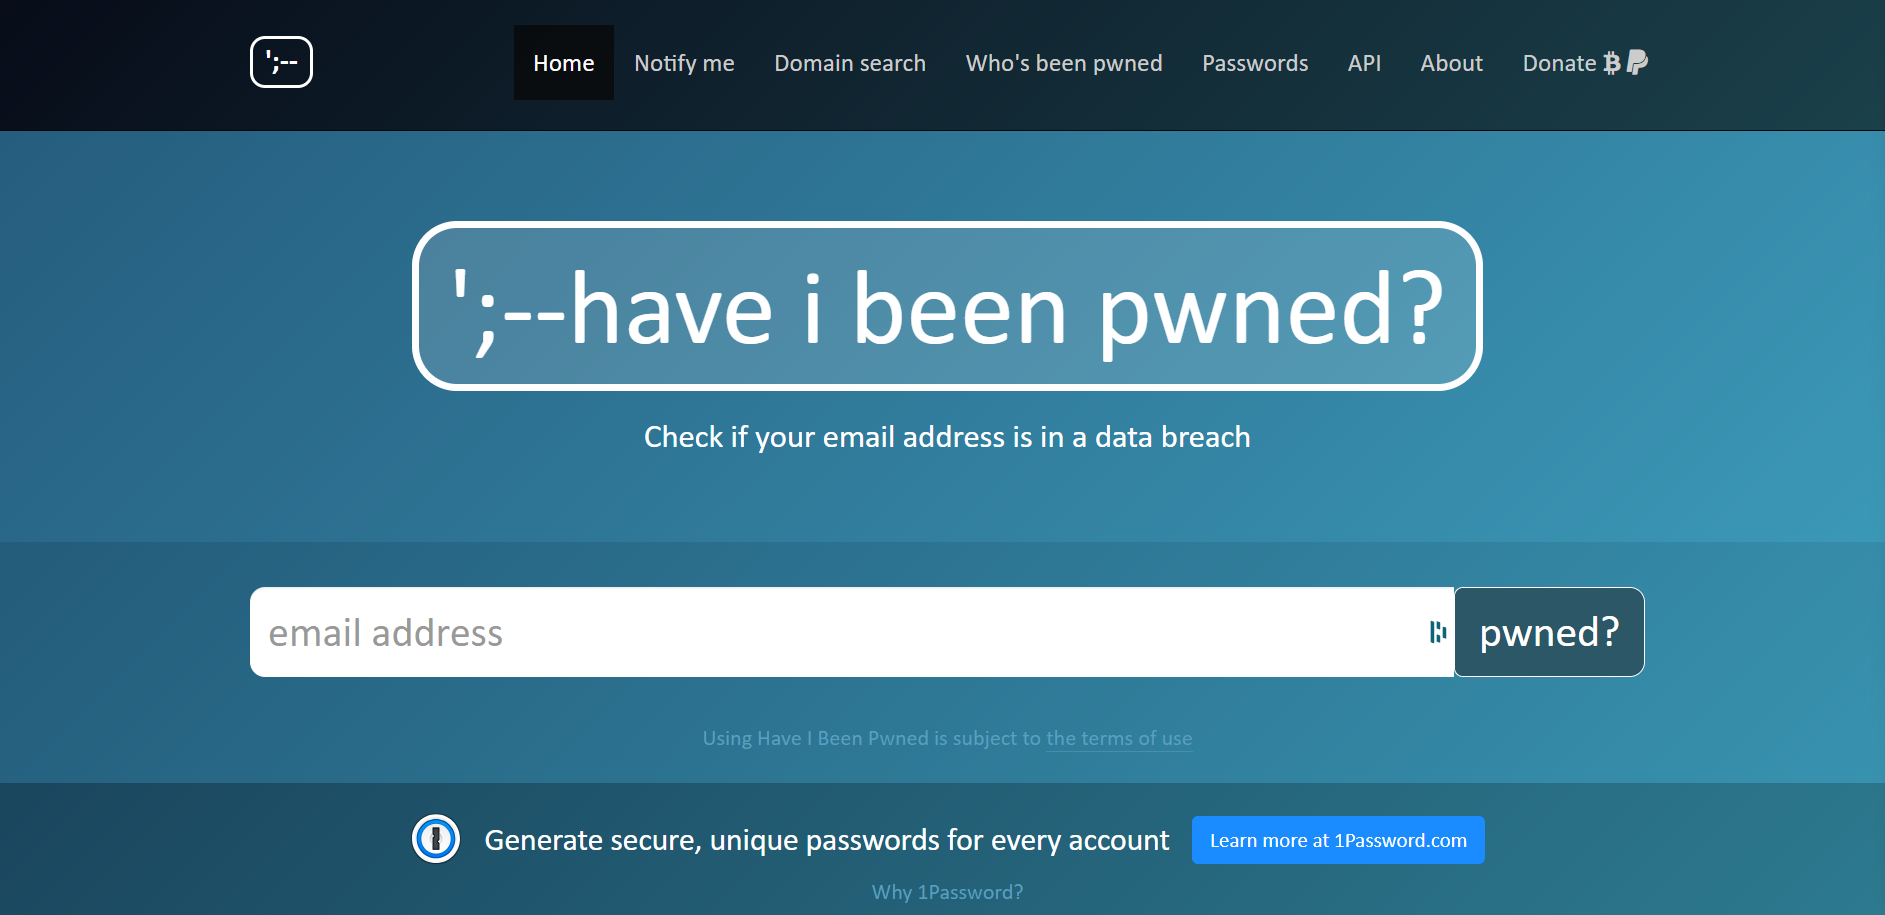 ';--
Home Notify me Domain search Who's been pwned Passwords API About Donate
';--have i been pwned?
Check if your email address is in a data breach
email address
pwned?
Using Have I Been Pwned is subject to the terms of use
Generate secure, unique passwords for every account
Learn more at 1Password.com
Why 1Password?